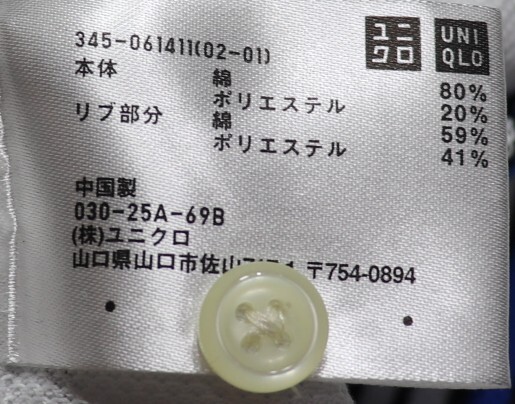 ユニ
クロ
UNI
QLO
345-061411(02-01)
本体 綿 80%
ポリエステル 20%
リブ部分 綿 59%
ポリエステル 41%
中国製
030-25A-69B
(株)ユニクロ
山口県山口市佐山 〒754-0894